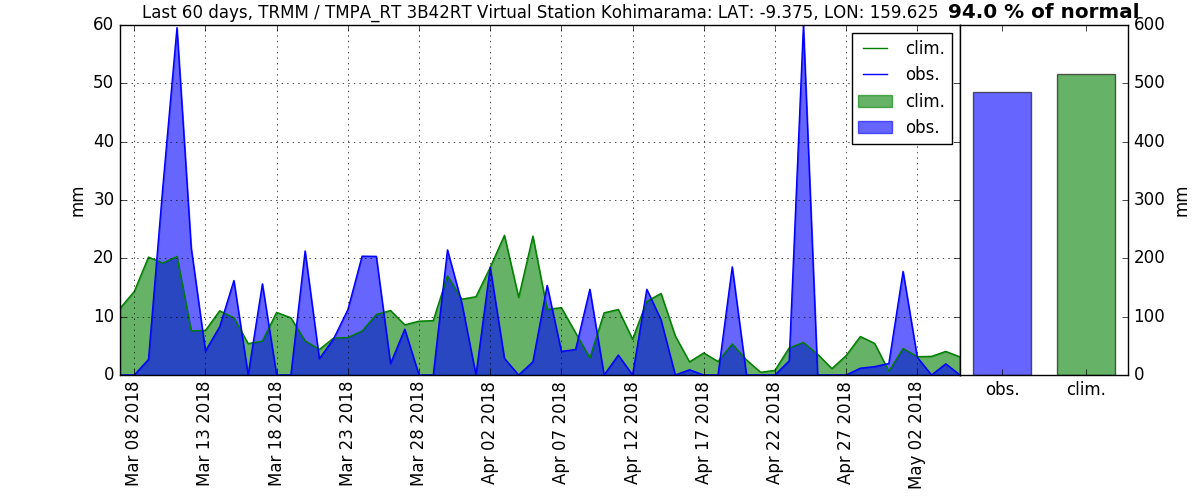 Last 60 days, TRMM / TMPA_RT 3B42RT Virtual Station Kohimarama: LAT: -9.375, LON: 159.625 94.0 % of normal
60
50
40
30
20
10
0
mm
clim.
obs.
clim.
obs.
600
500
400
300
200
100
0
mm
obs. clim.
Mar 08 2018
Mar 13 2018
Mar 18 2018
Mar 23 2018
Mar 28 2018
Apr 02 2018
Apr 07 2018
Apr 12 2018
Apr 17 2018
Apr 22 2018
Apr 27 2018
May 02 2018